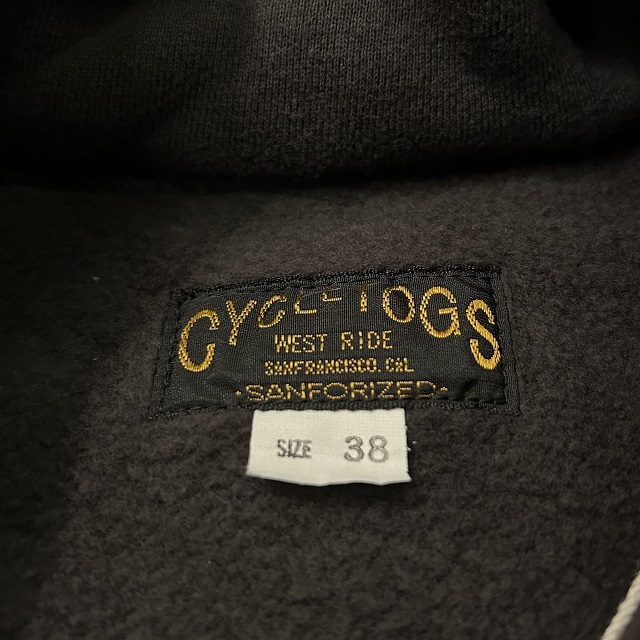 CYCLE TOGS
WEST RIDE
SANFRANCISCO. CAL
·SANFORIZED·
SIZE 38